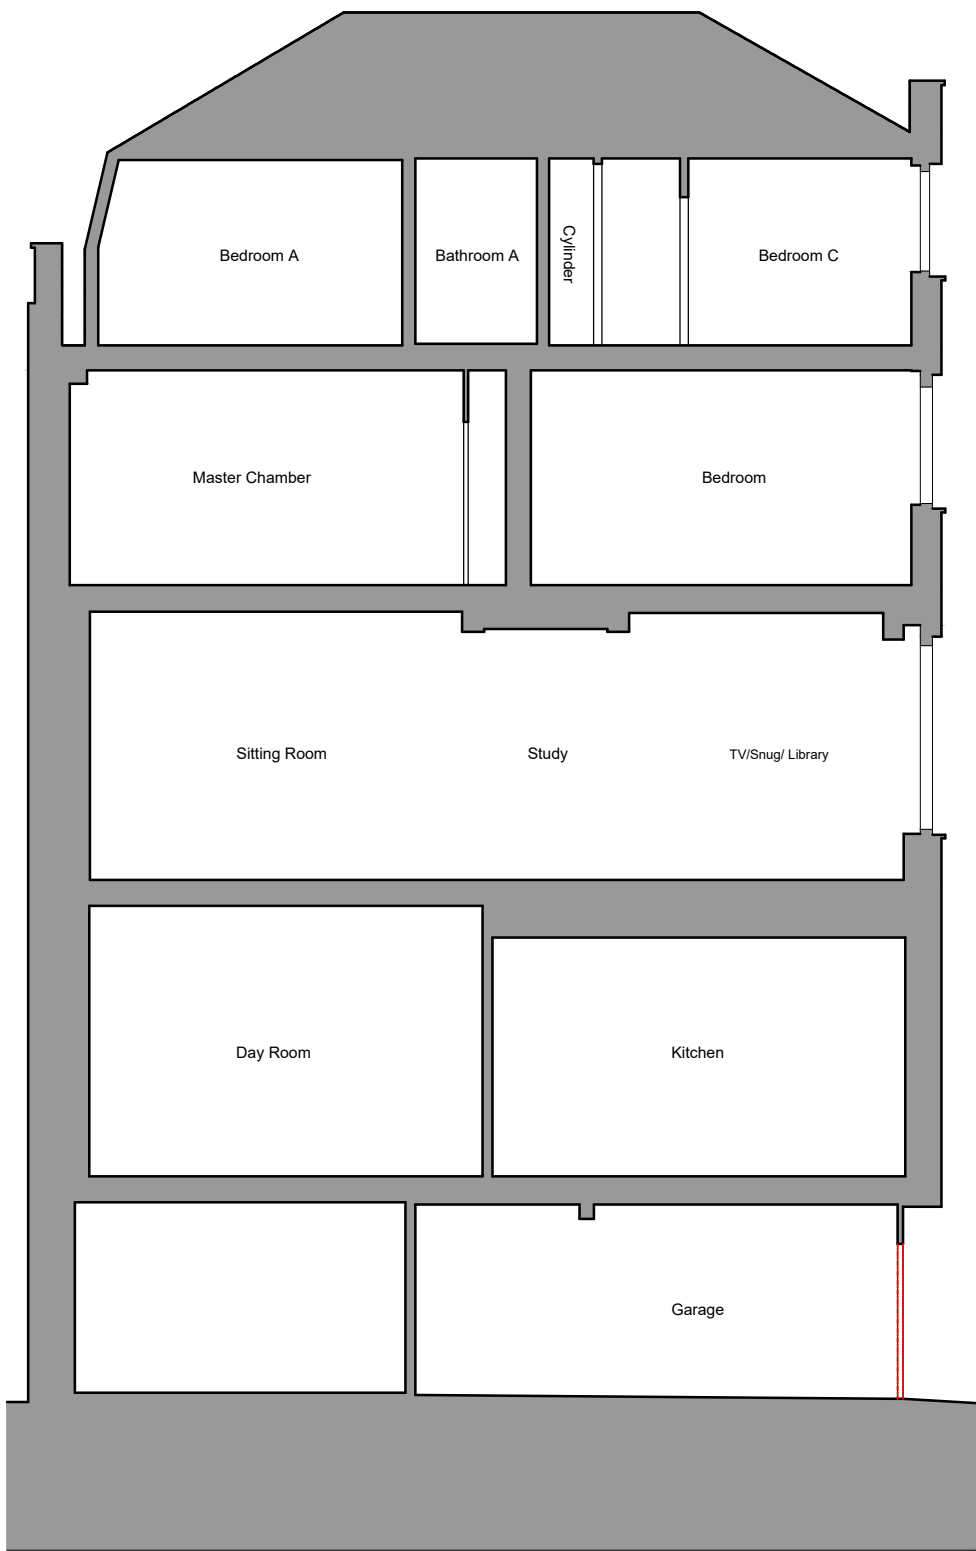 Bedroom A
Bathroom A
Cylinder
Bedroom C
Master Chamber
Bedroom
Sitting Room
Study
TV/Snug/ Library
Day Room
Kitchen
Garage